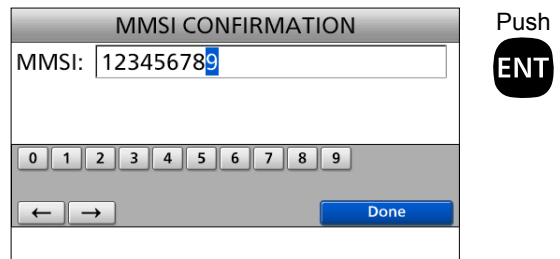 MMSI CONFIRMATION
Push
MMSI: 123456789
ENT
0 1 2 3 4 5 6 7 8 9
← → Done